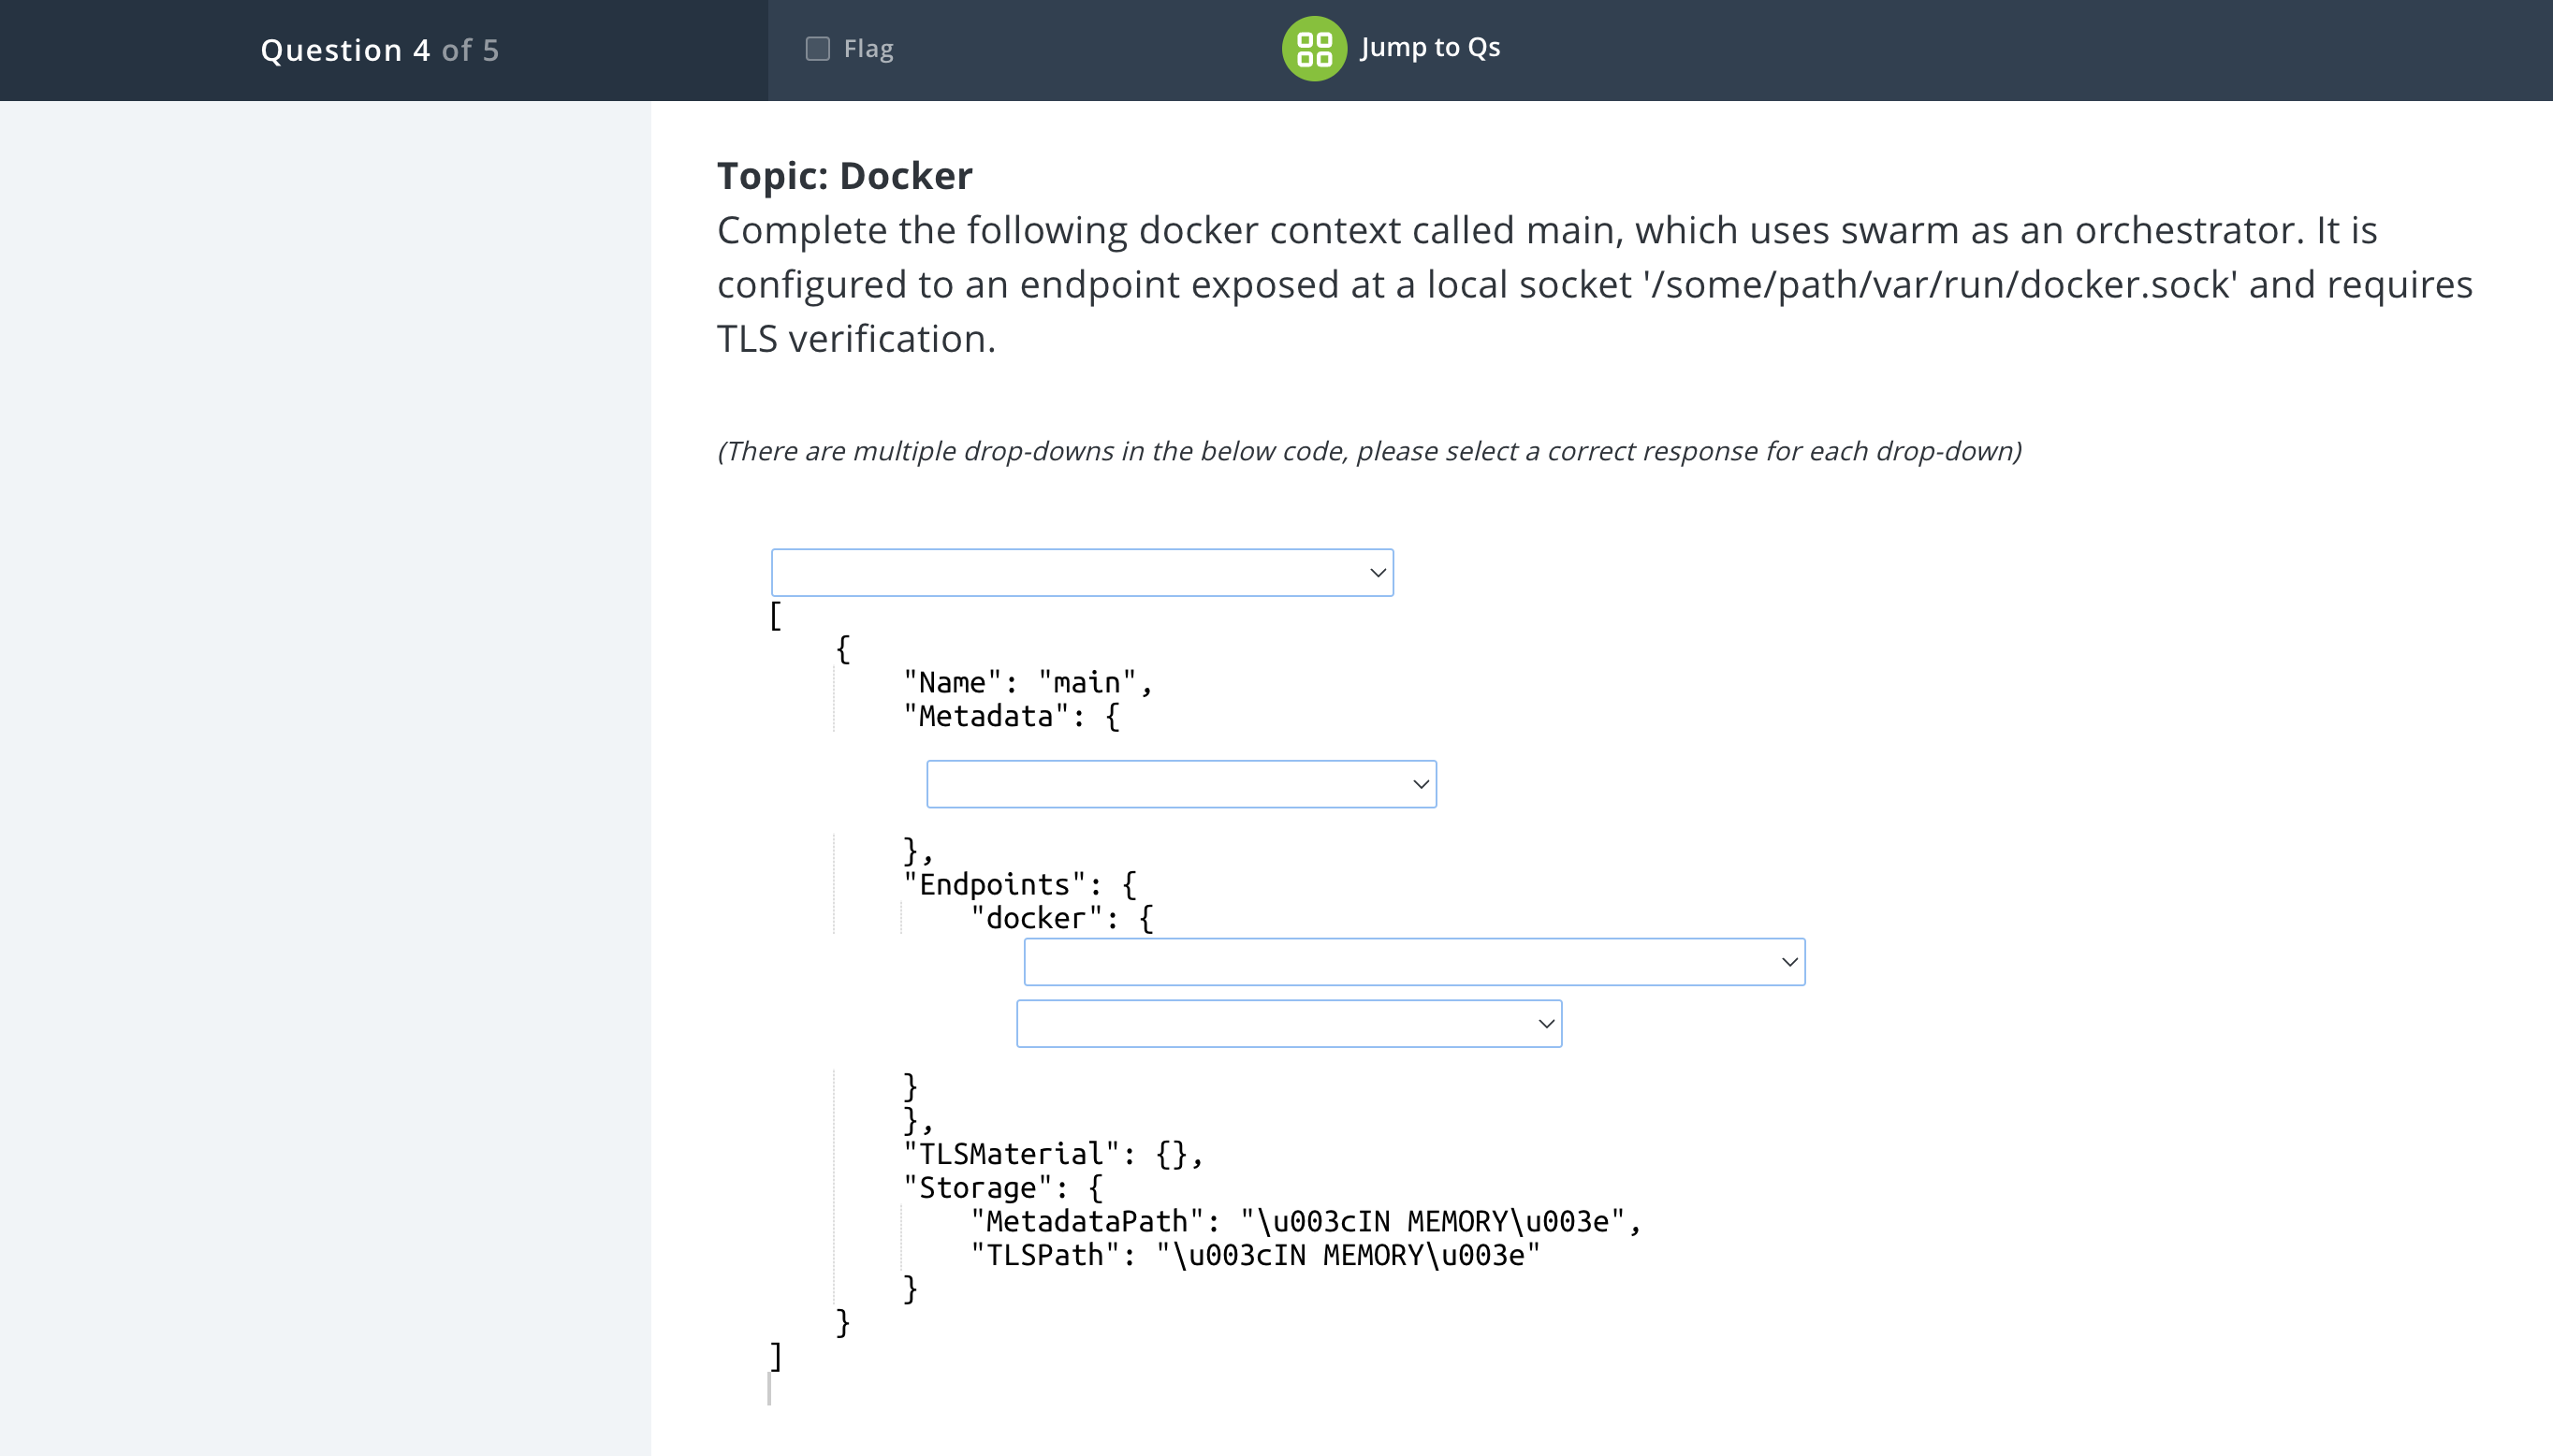 Question 4 of 5
Flag
Jump to Qs
Topic: Docker
Complete the following docker context called main, which uses swarm as an orchestrator. It is
configured to an endpoint exposed at a local socket '/some/path/var/run/docker.sock' and requires
TLS verification.
(There are multiple drop-downs in the below code, please select a correct response for each drop-down)
[
{
"Name": "main",
"Metadata": {
},
"Endpoints": {
"docker": {
}
},
"TLSMaterial": {},
"Storage": {
"MetadataPath": "\u003cIN MEMORY\u003e",
"TLSPath": "\u003cIN MEMORY\u003e"
}
}
]